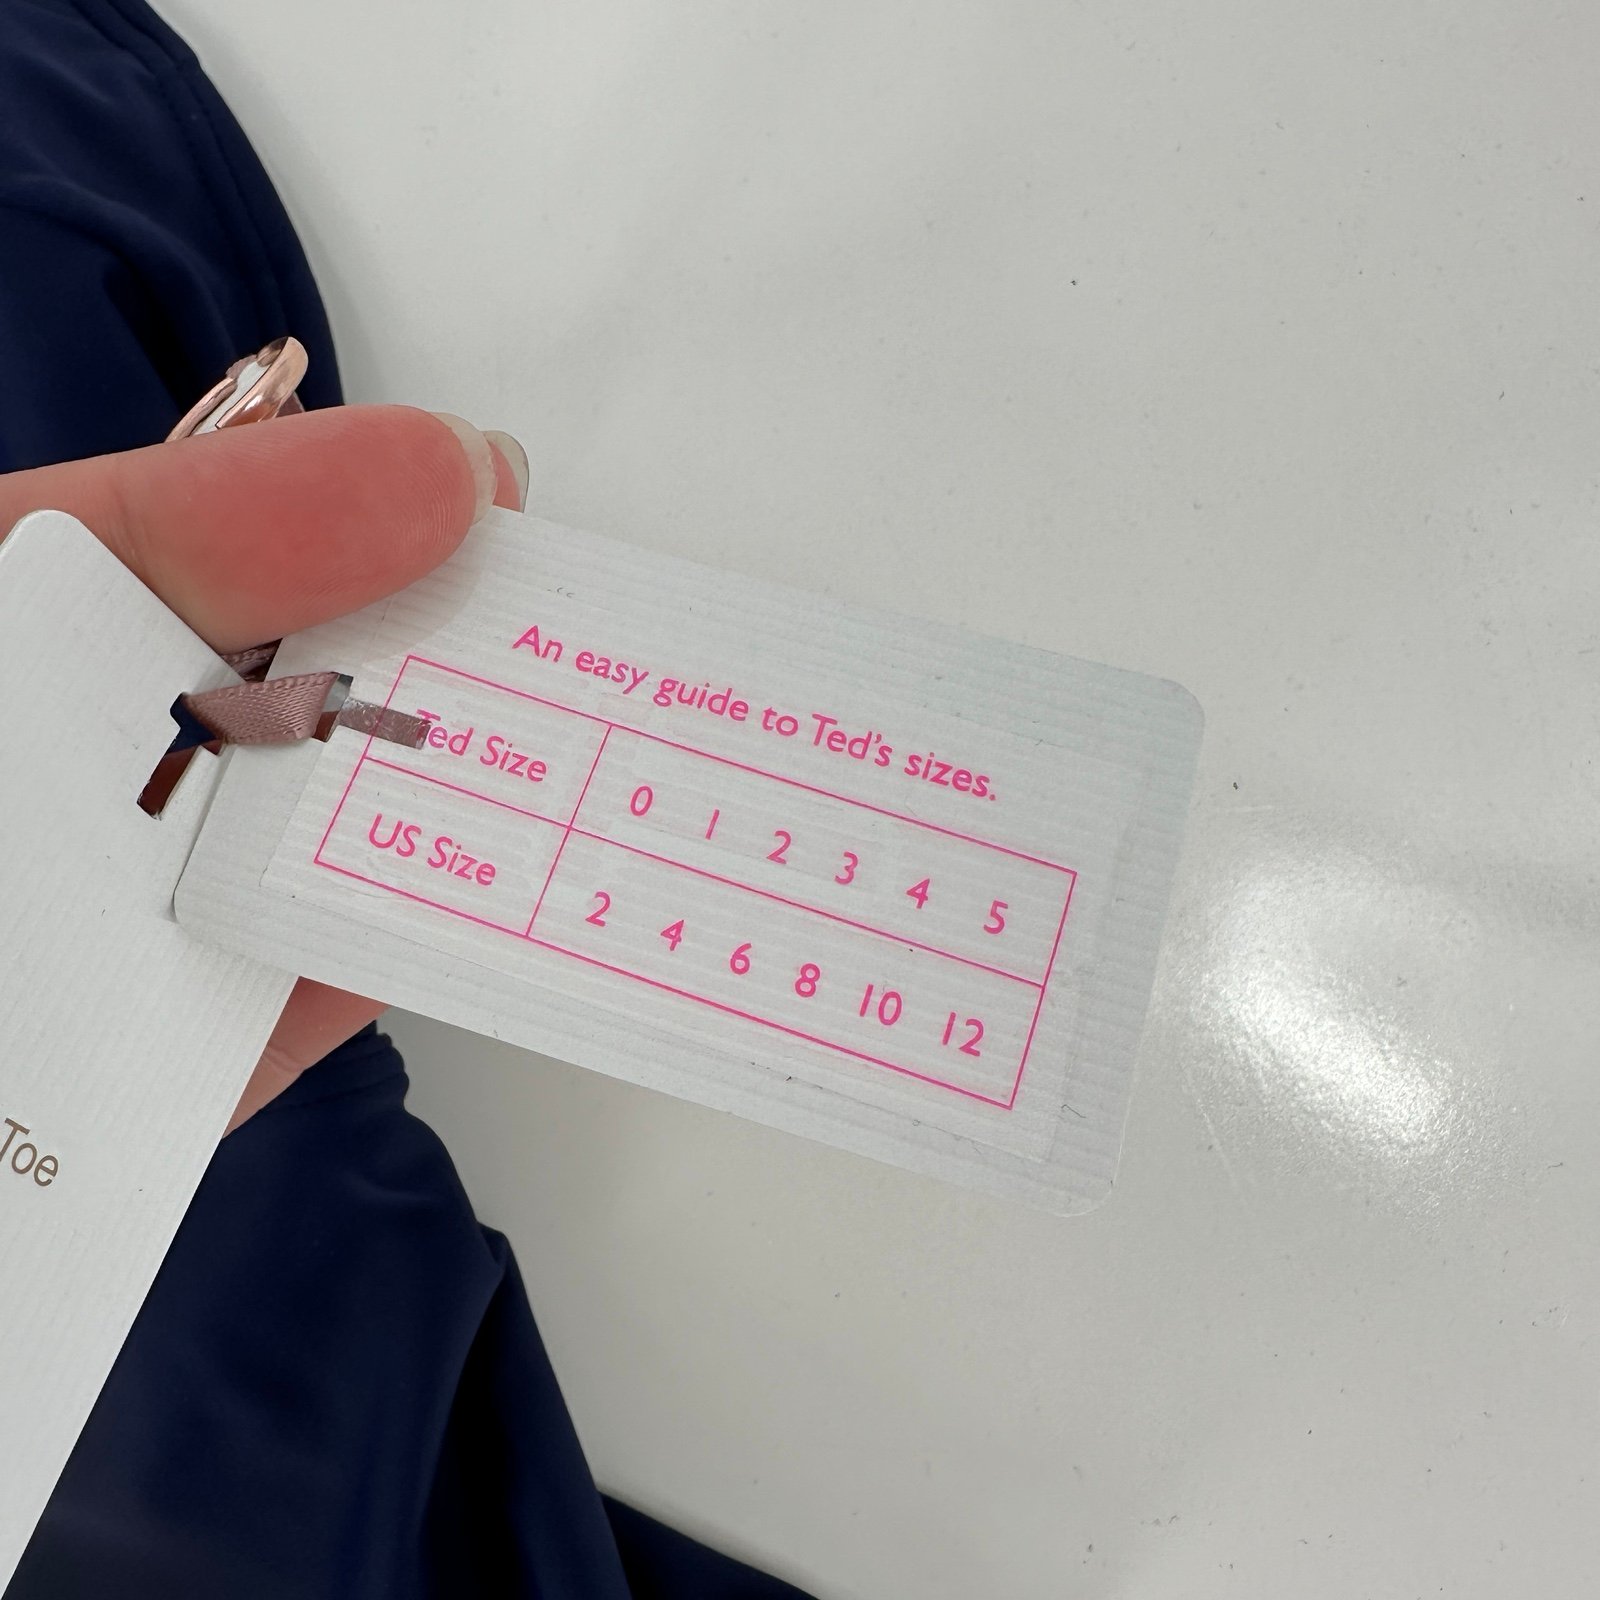 An easy guide to Ted's sizes.
Ted Size 0 1 2 3 4 5
US Size 2 4 6 8 10 12
Toe